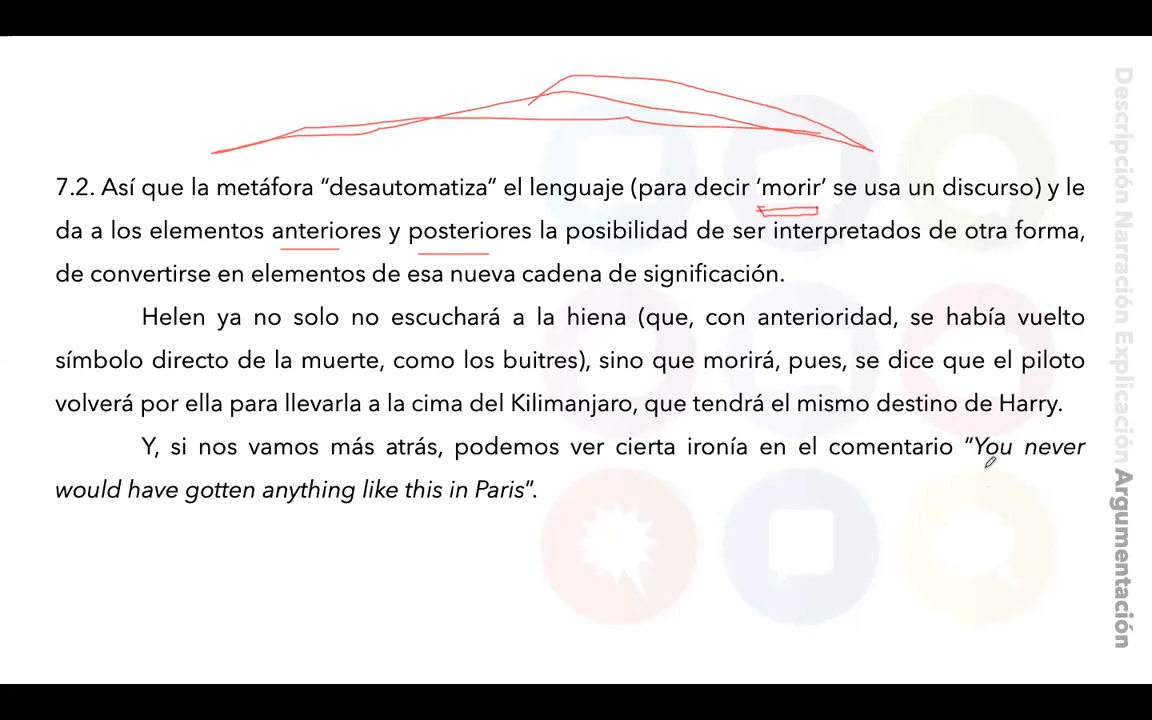 7.2. Así que la metáfora “desautomatiza” el lenguaje (para decir ‘morir’ se usa un discurso) y le
da a los elementos anteriores y posteriores la posibilidad de ser interpretados de otra forma,
de convertirse en elementos de esa nueva cadena de significación.
Helen ya no solo no escuchará a la hiena (que, con anterioridad, se había vuelto
símbolo directo de la muerte, como los buitres), sino que morirá, pues, se dice que el piloto
volverá por ella para llevarla a la cima del Kilimanjaro, que tendrá el mismo destino de Harry.
Y, si nos vamos más atrás, podemos ver cierta ironía en el comentario “You never
would have gotten anything like this in Paris”.
Descripción Narración Explicación Argumentación